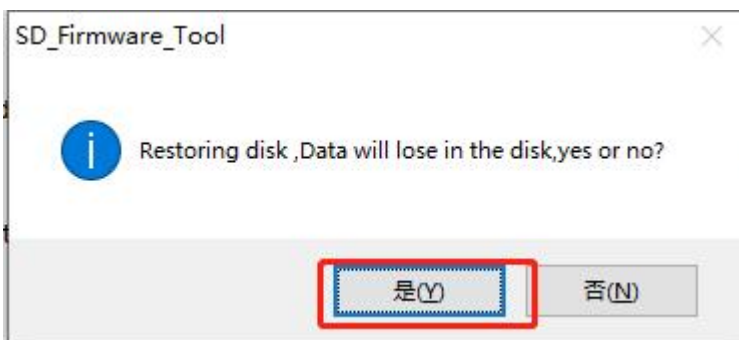 SD_Firmware_Tool
Restoring disk ,Data will lose in the disk,yes or no?
是(Y)
否(N)